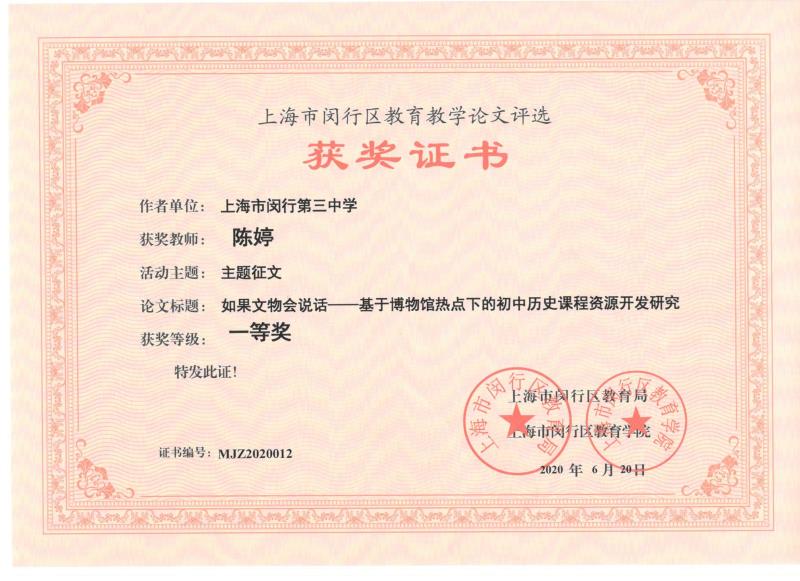 上海市闵行区教育教学论文评选
获奖证书
作者单位：上海市闵行第三中学
获奖教师：陈婷
活动主题：主题征文
论文标题：如果文物会说话——基于博物馆热点下的初中历史课程资源开发研究
获奖等级：一等奖
特发此证！
上海市闵行区教育局
上海市闵行区教育学院
证书编号：MJZ2020012
2020 年 6 月 20日
上海市闵行区教育局
上海市闵行区教育学院